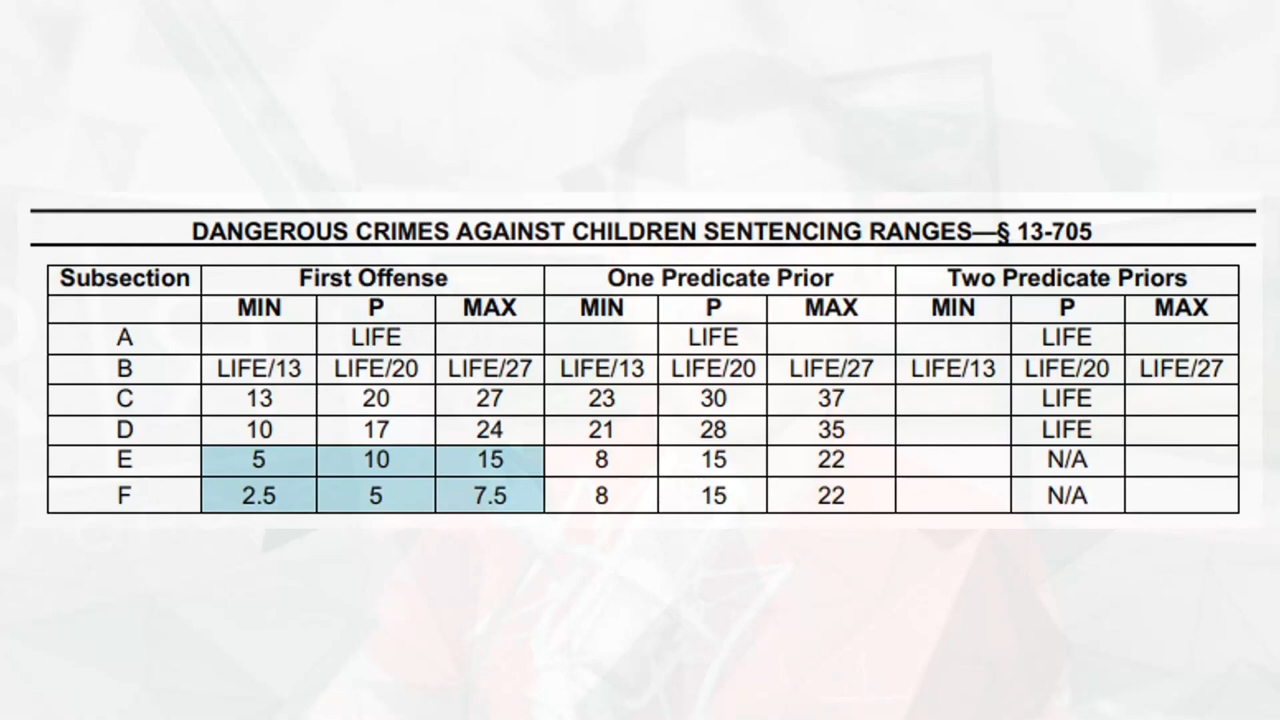 DANGEROUS CRIMES AGAINST CHILDREN SENTENCING RANGES—§ 13-705
Subsection First Offense One Predicate Prior Two Predicate Priors
MIN P MAX MIN P MAX MIN P MAX
A LIFE LIFE LIFE
B LIFE/13 LIFE/20 LIFE/27 LIFE/13 LIFE/20 LIFE/27 LIFE/13 LIFE/20 LIFE/27
C 13 20 27 23 30 37 LIFE
D 10 17 24 21 28 35 LIFE
E 5 10 15 8 15 22 N/A
F 2.5 5 7.5 8 15 22 N/A